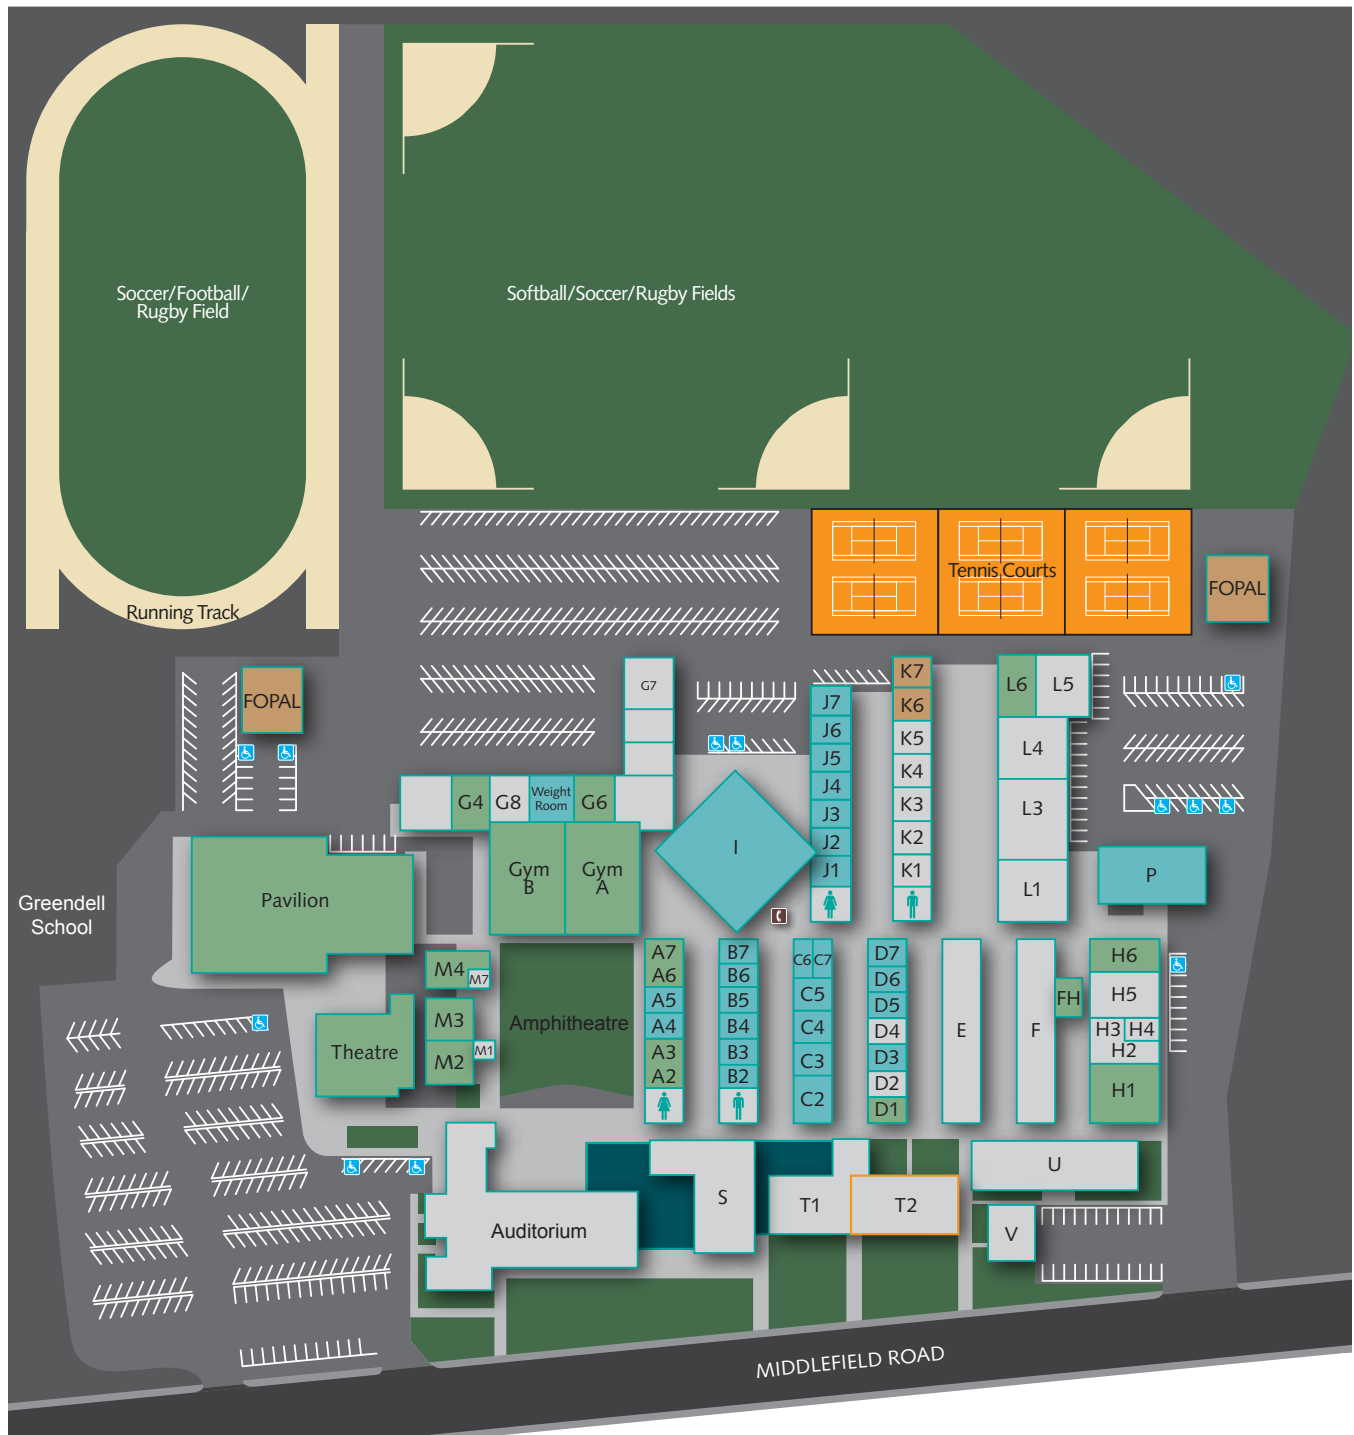 Soccer/Football/
Rugby Field
Softball/Soccer/Rugby Fields
Running Track
Tennis Courts
FOPAL
FOPAL
G7
G4
G8
Weight
Room
G6
Gym
B
Gym
A
I
J7
J6
J5
J4
J3
J2
J1
K7
K6
K5
K4
K3
K2
K1
L6
L5
L4
L3
L1
P
Greendell
School
Pavilion
M4
M7
M3
M2
M1
Theatre
Amphitheatre
A7
A6
A5
A4
A3
A2
B7
B6
B5
B4
B3
B2
C6
C7
C5
C4
C3
C2
D7
D6
D5
D4
D3
D2
D1
E
F
FH
H6
H5
H3
H4
H2
H1
Auditorium
S
T1
T2
U
V
MIDDLEFIELD ROAD